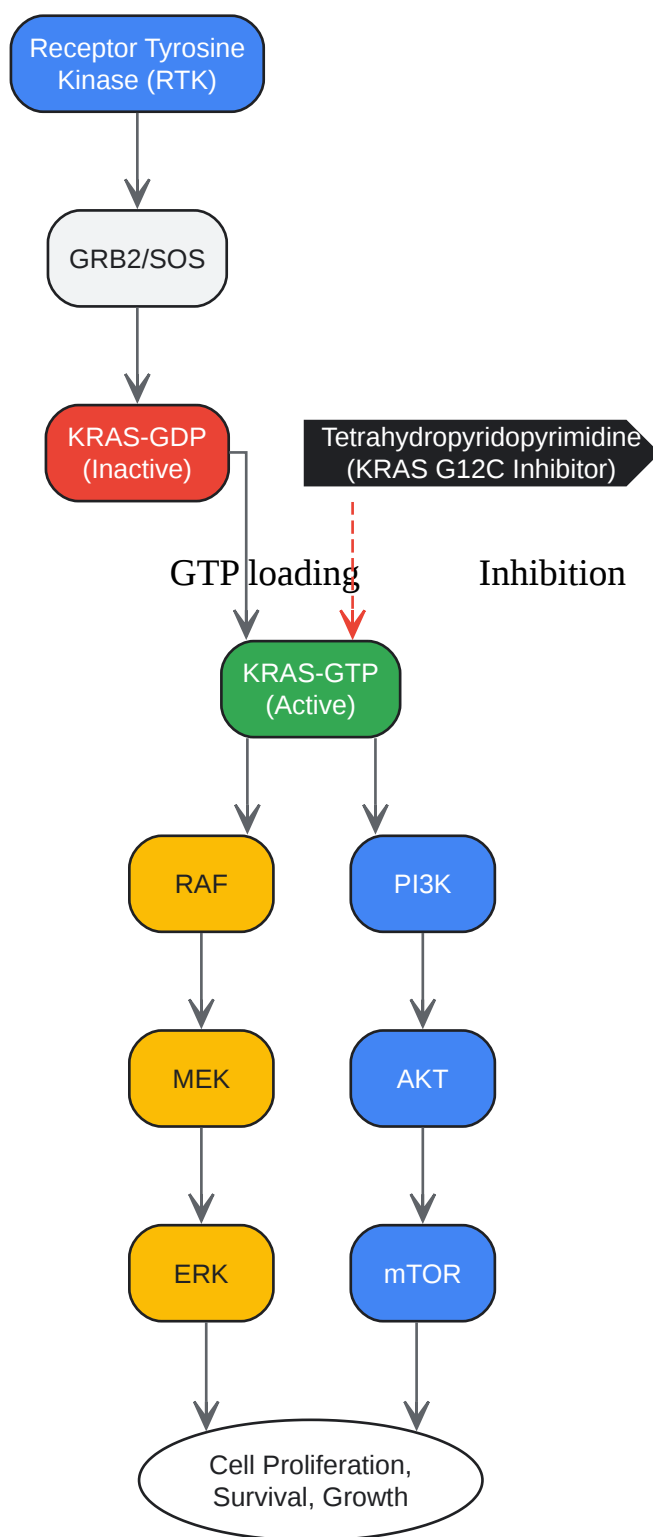 Receptor Tyrosine
Kinase (RTK)
GRB2/SOS
KRAS-GDP
(Inactive)
Tetrahydropyridopyrimidine
(KRAS G12C Inhibitor)
GTP loading
Inhibition
KRAS-GTP
(Active)
RAF
PI3K
MEK
AKT
ERK
mTOR
Cell Proliferation,
Survival, Growth